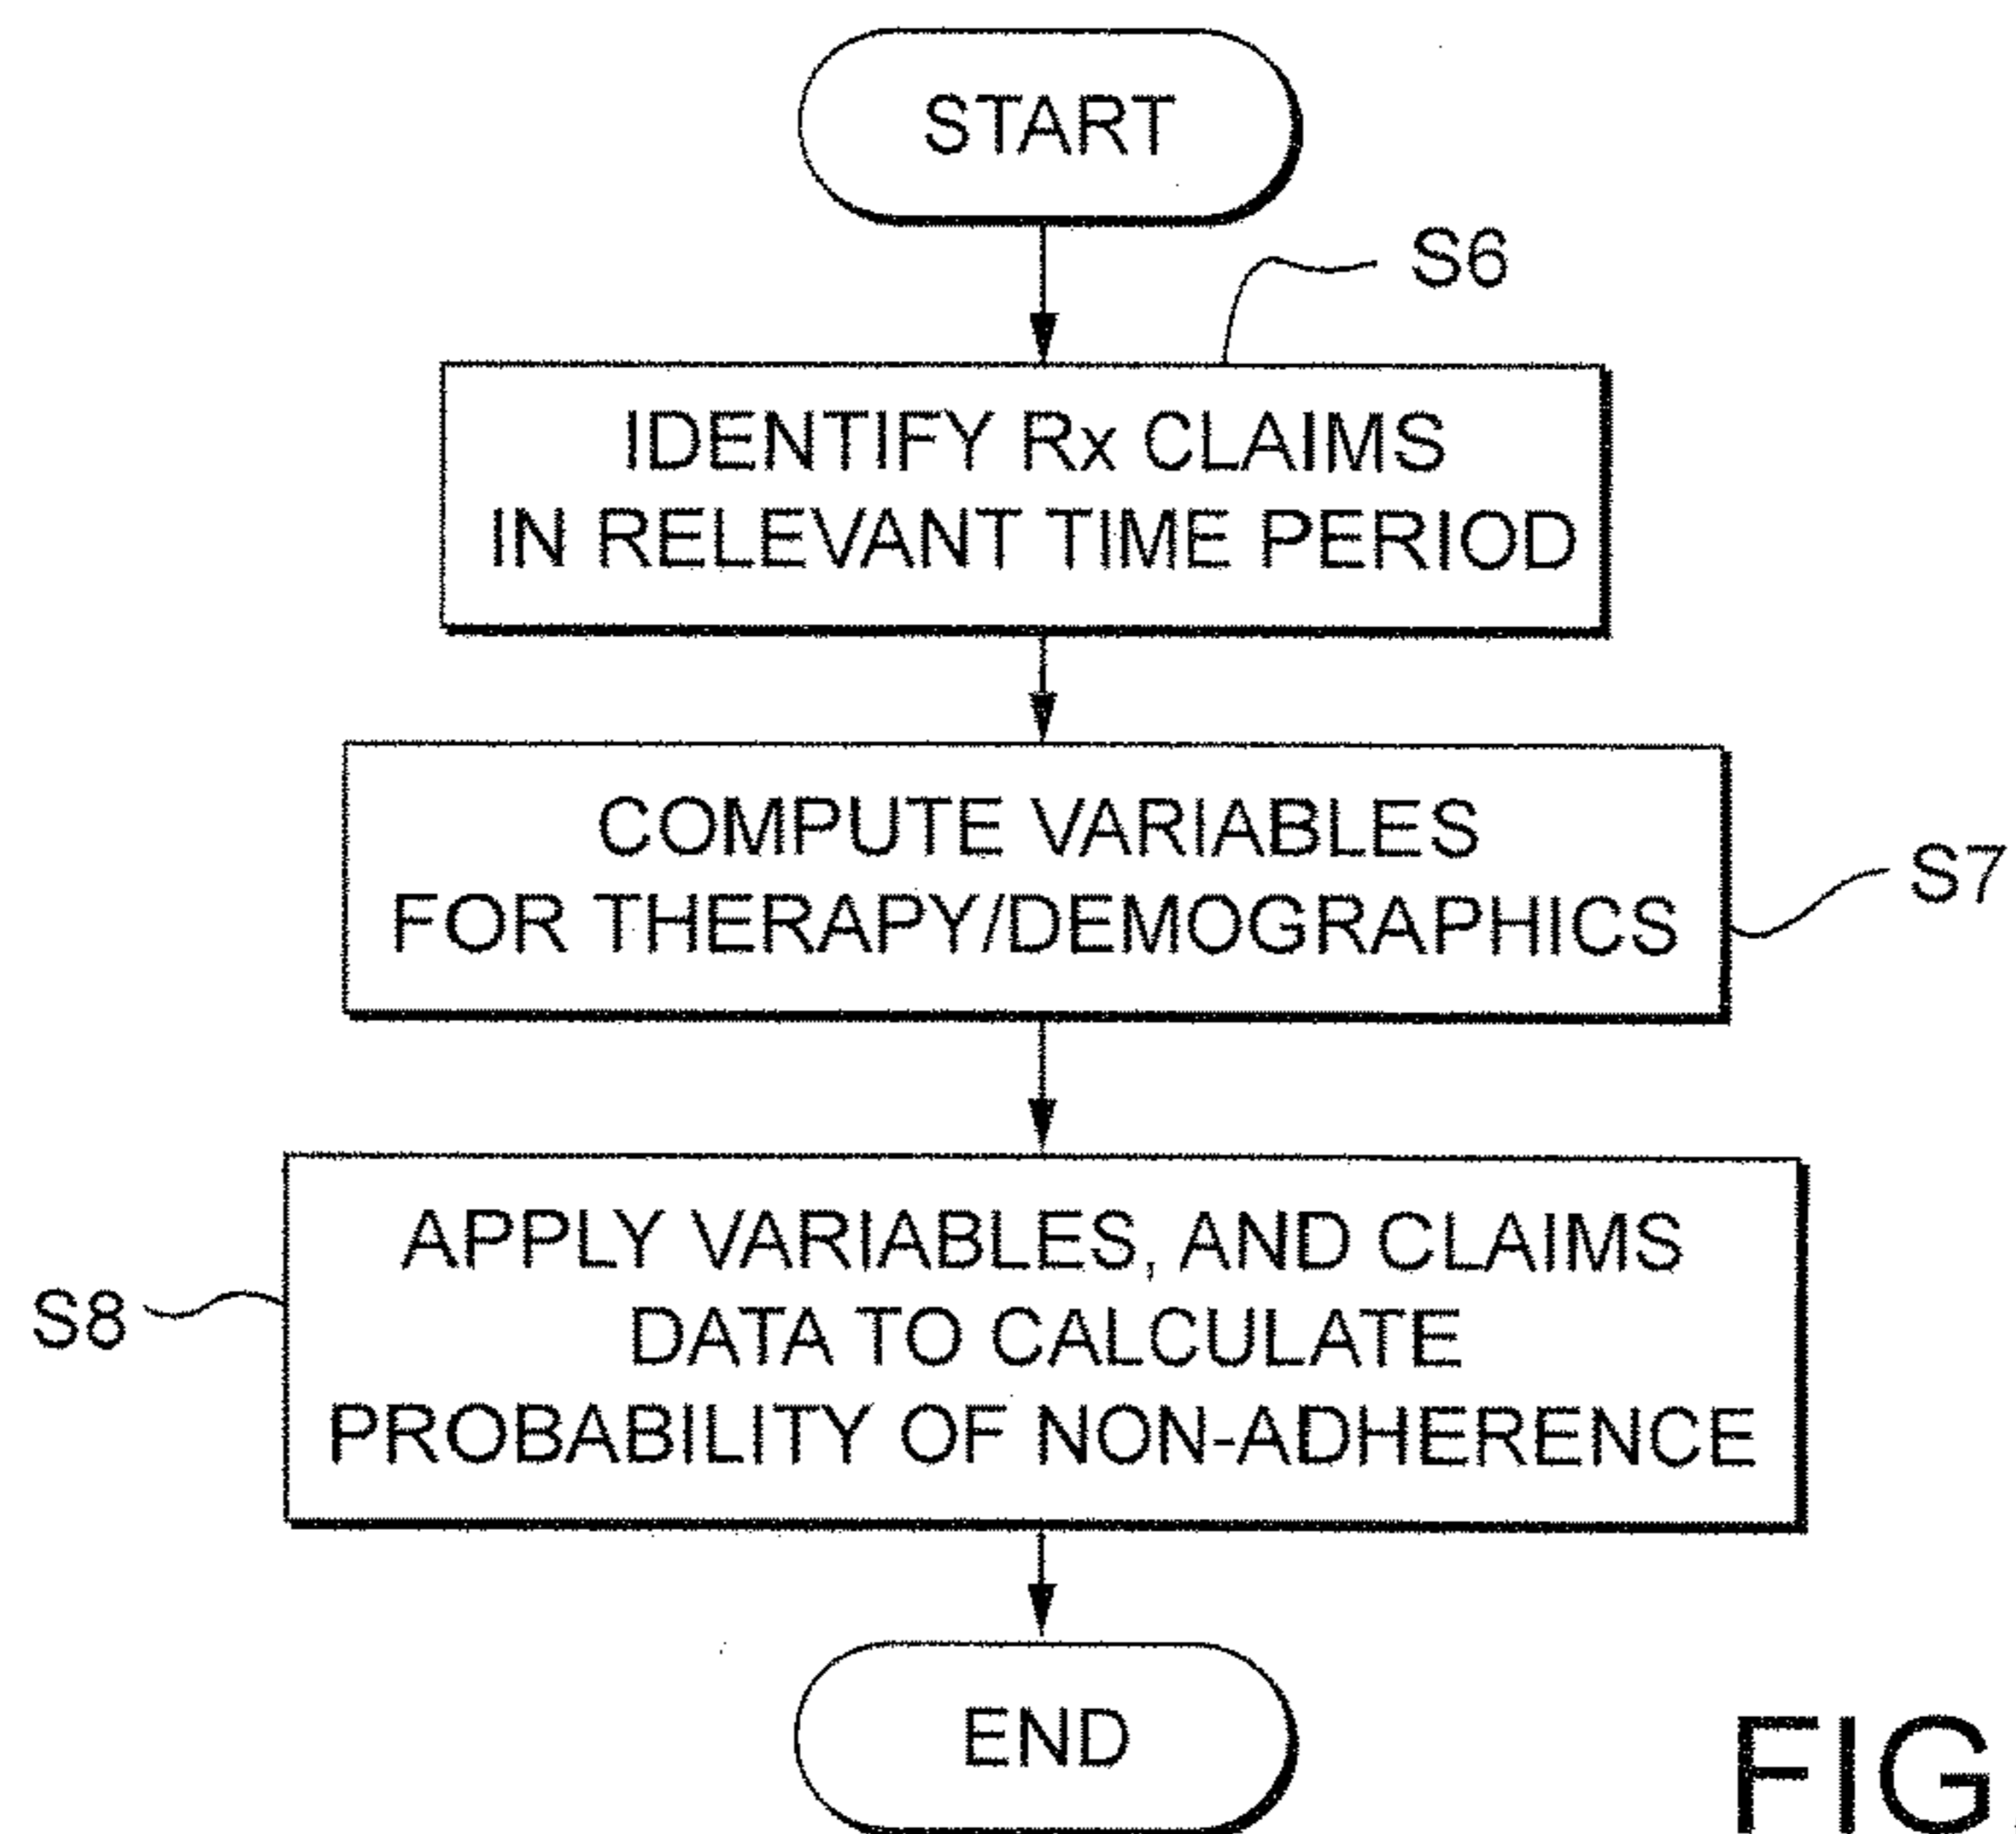 START
S6
IDENTIFY Rx CLAIMS
IN RELEVANT TIME PERIOD
COMPUTE VARIABLES
FOR THERAPY/DEMOGRAPHICS
S7
APPLY VARIABLES, AND CLAIMS
DATA TO CALCULATE
PROBABILITY OF NON-ADHERENCE
S8
END
FIG